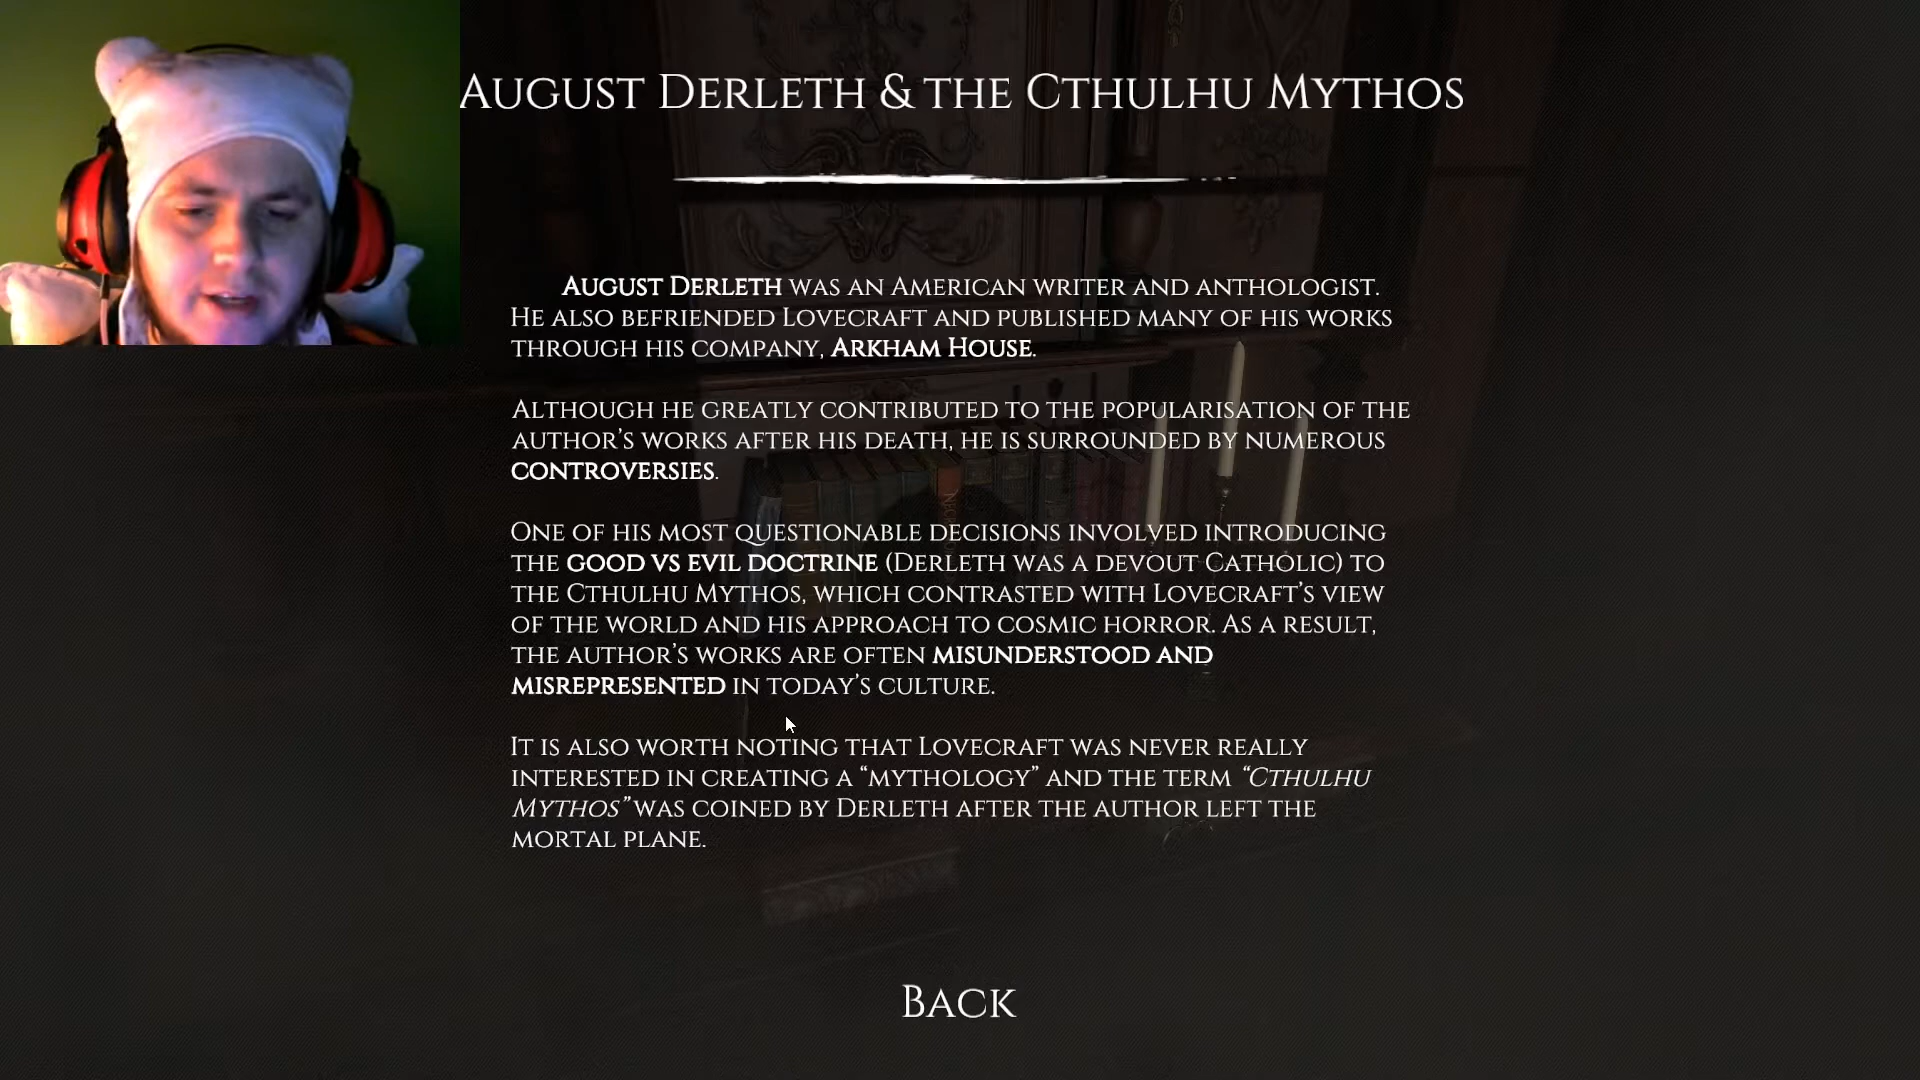 August Derleth & the Cthulhu Mythos
August Derleth was an American writer and anthologist.
He also befriended Lovecraft and published many of his works
through his company, Arkham House.
Although he greatly contributed to the popularisation of the
author's works after his death, he is surrounded by numerous
controversies.
One of his most questionable decisions involved introducing
the good vs evil doctrine (Derleth was a devout Catholic) to
the Cthulhu Mythos, which contrasted with Lovecraft's view
of the world and his approach to cosmic horror. As a result,
the author's works are often misunderstood and
misrepresented in today's culture.
It is also worth noting that Lovecraft was never really
interested in creating a “mythology” and the term “Cthulhu
Mythos” was coined by Derleth after the author left the
mortal plane.
Back